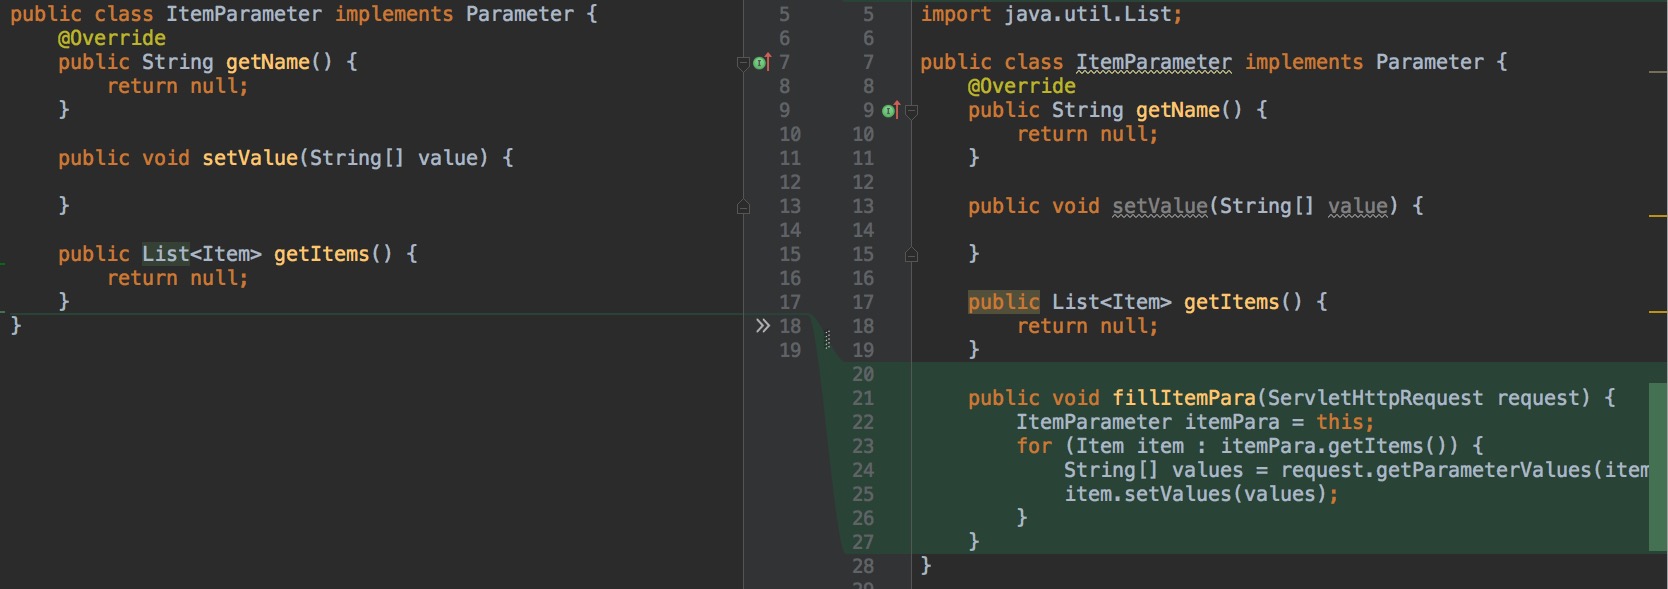 public class ItemParameter implements Parameter { 5
@Override 6
public String getName() { 7
return null; 8
} 9
10
public void setValue(String[] value) { 11
12
} 13
14
public List<Item> getItems() { 15
return null; 16
} 17
} 18
19
5 import java.util.List;
6
7 public class ItemParameter implements Parameter {
8 @Override
9 public String getName() {
10 return null;
11 }
12
13 public void setValue(String[] value) {
14
15 }
16
17 public List<Item> getItems() {
18 return null;
19 }
20
21 public void fillItemPara(ServletHttpRequest request) {
22 ItemParameter itemPara = this;
23 for (Item item : itemPara.getItems()) {
24 String[] values = request.getParameterValues(item
25 item.setValues(values);
26 }
27 }
28 }